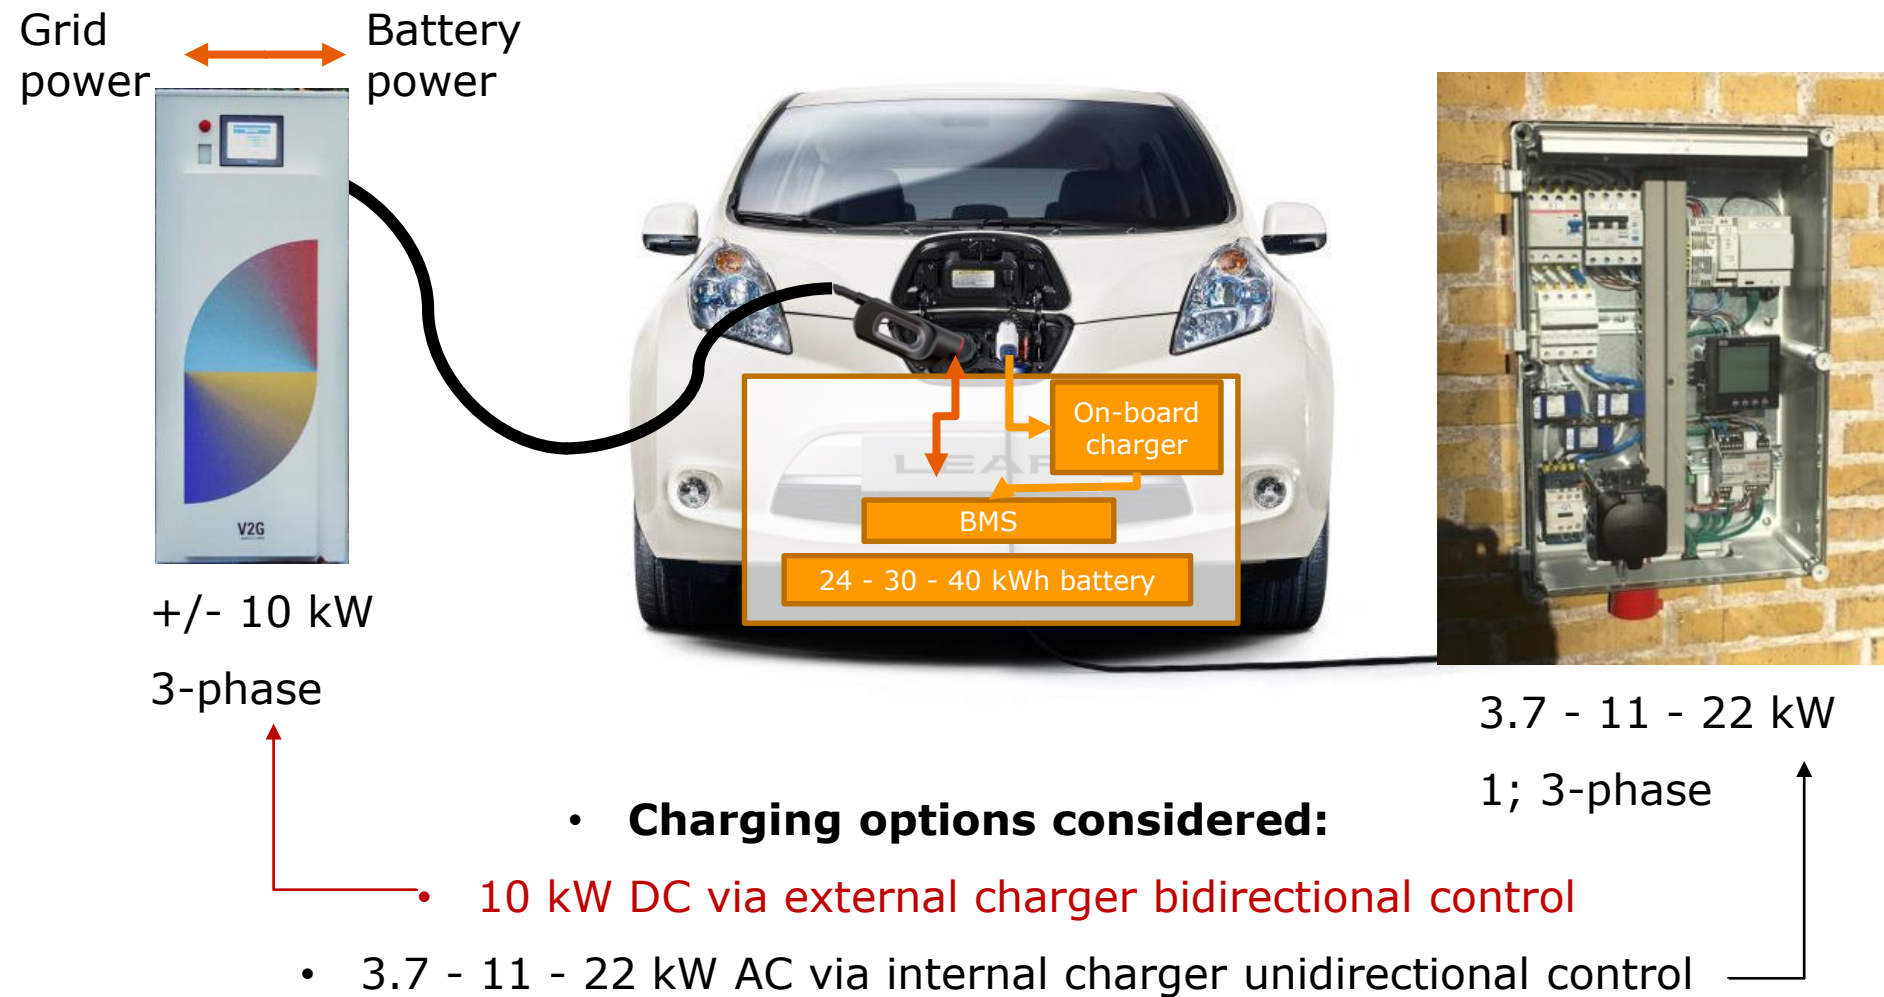 Grid
power
Battery
power
V2G
On-board
charger
LEAF
BMS
24 - 30 - 40 kWh battery
+/- 10 kW
3-phase
3.7 - 11 - 22 kW
1; 3-phase
• Charging options considered:
• 10 kW DC via external charger bidirectional control
• 3.7 - 11 - 22 kW AC via internal charger unidirectional control